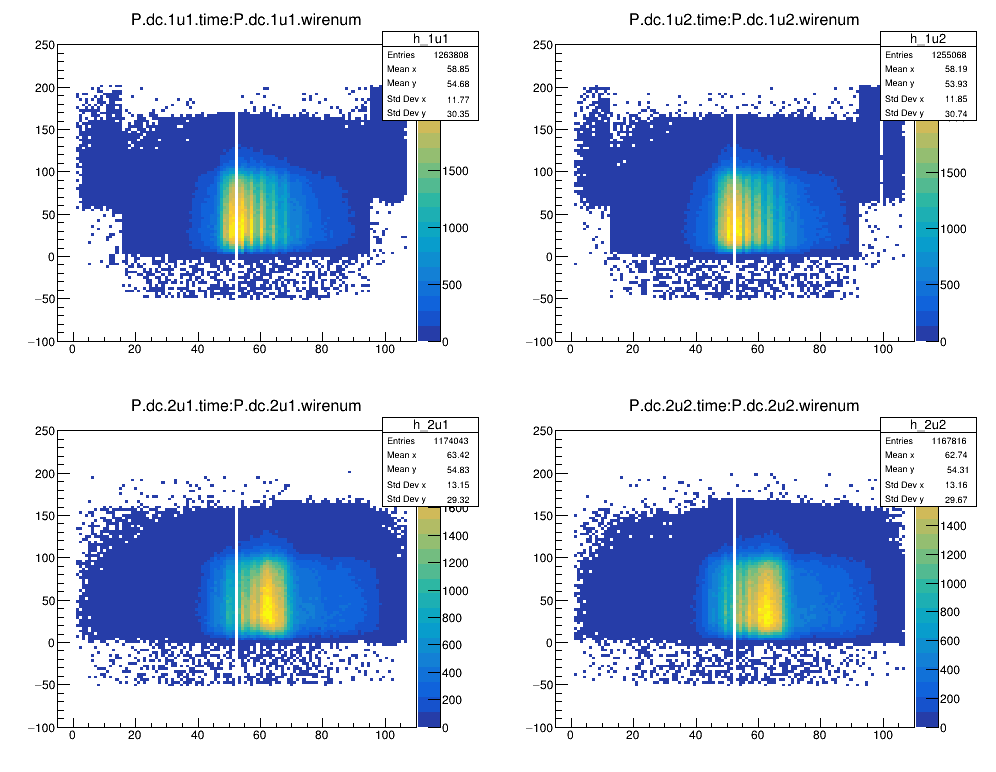 P.dc.1u1.time:P.dc.1u1.wirenum
h_1u1
Entries 1263808
Mean x 58.85
Mean y 54.68
Std Dev x 11.77
Std Dev y 30.35
250
200
150
100
50
0
−50
−100
0 20 40 60 80 100
1500
1000
500
0
P.dc.1u2.time:P.dc.1u2.wirenum
h_1u2
Entries 1255068
Mean x 58.19
Mean y 53.93
Std Dev x 11.85
Std Dev y 30.74
250
200
150
100
50
0
−50
−100
0 20 40 60 80 100
1500
1000
500
0
P.dc.2u1.time:P.dc.2u1.wirenum
h_2u1
Entries 1174043
Mean x 63.42
Mean y 54.83
Std Dev x 13.15
Std Dev y 29.32
250
200
150
100
50
0
−50
−100
0 20 40 60 80 100
1600
1400
1200
1000
800
600
400
200
0
P.dc.2u2.time:P.dc.2u2.wirenum
h_2u2
Entries 1167816
Mean x 62.74
Mean y 54.31
Std Dev x 13.16
Std Dev y 29.67
250
200
150
100
50
0
−50
−100
0 20 40 60 80 100
1400
1200
1000
800
600
400
200
0